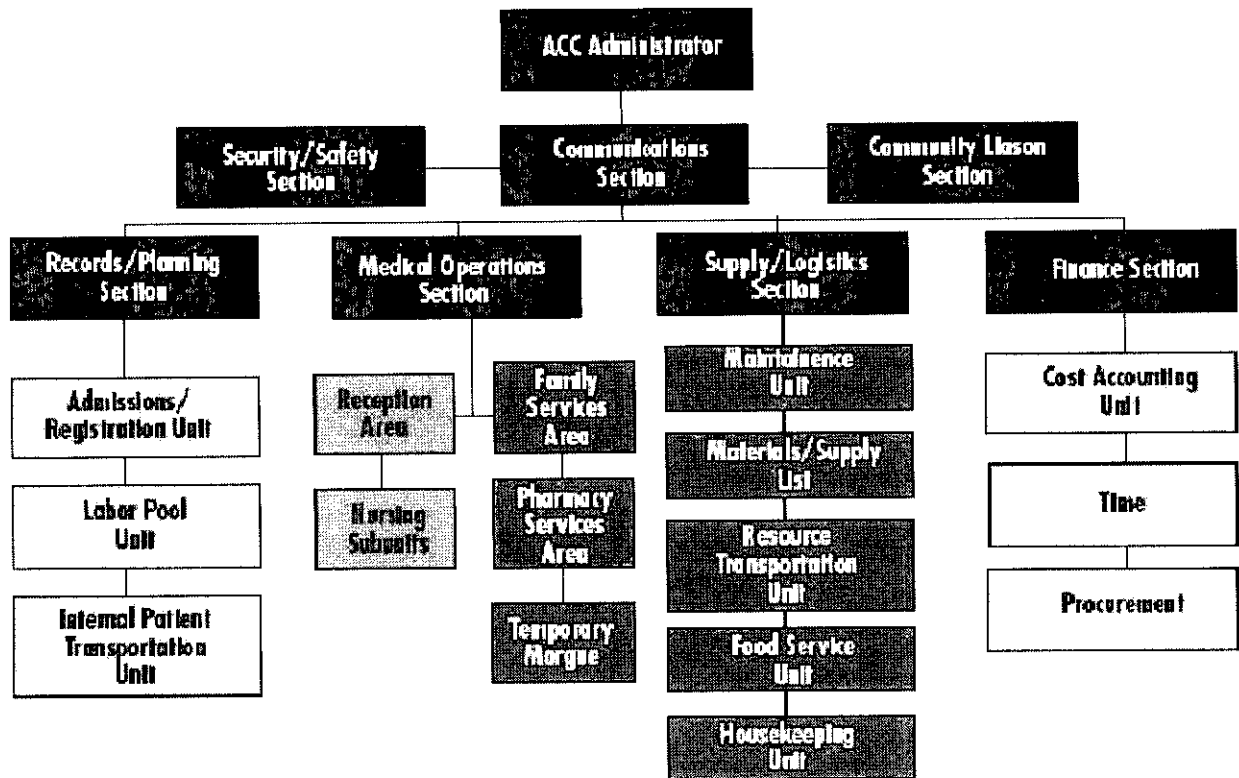 ACC Administrator
Security/Safety
Section
Communications
Section
Community Liason
Section
Records/Planning
Section
Medical Operations
Section
Supply/Logistics
Section
Finance Section
Admissions/
Registration Unit
Labor Pool
Unit
Internal Patient
Transportation
Unit
Reception
Area
Nursing
Subunits
Family
Services
Area
Pharmacy
Services
Area
Temporary
Morgue
Maintainence
Unit
Materials/Supply
List
Resource
Transportation
Unit
Food Service
Unit
Housekeeping
Unit
Cost Accounting
Unit
Time
Procurement